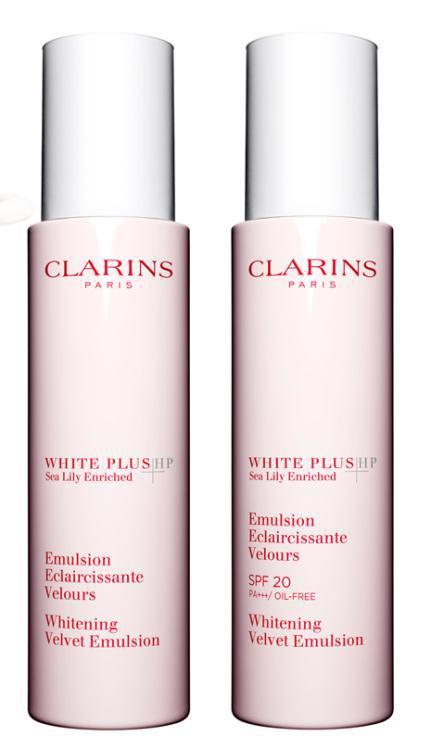 CLARINS
PARIS
WHITE PLUS HP
Sea Lily Enriched
Emulsion
Eclaircissante
Velours
Whitening
Velvet Emulsion
CLARINS
PARIS
WHITE PLUS HP
Sea Lily Enriched
Emulsion
Eclaircissante
Velours
SPF 20
PA+++/ OIL-FREE
Whitening
Velvet Emulsion